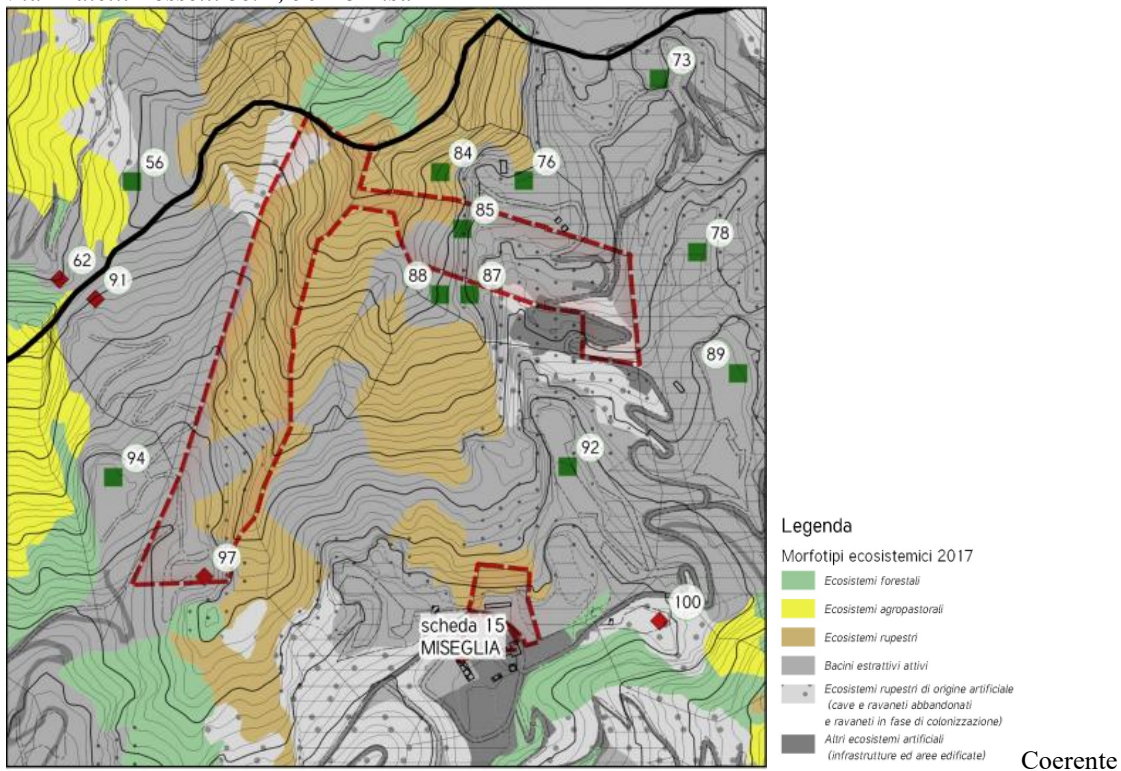 73
56
84
76
85
78
62
91
88
87
89
94
92
97
100
scheda 15
MISEGLIA
Legenda
Morfotipi ecosistemici 2017
Ecosistemi forestali
Ecosistemi agropastorali
Ecosistemi rupestri
Bacini estrattivi attivi
Ecosistemi rupestri di origine artificiale
(cave e ravaneti abbandonati
e ravaneti in fase di colonizzazione)
Altri ecosistemi artificiali
(infrastrutture ed aree edificate)
Coerente